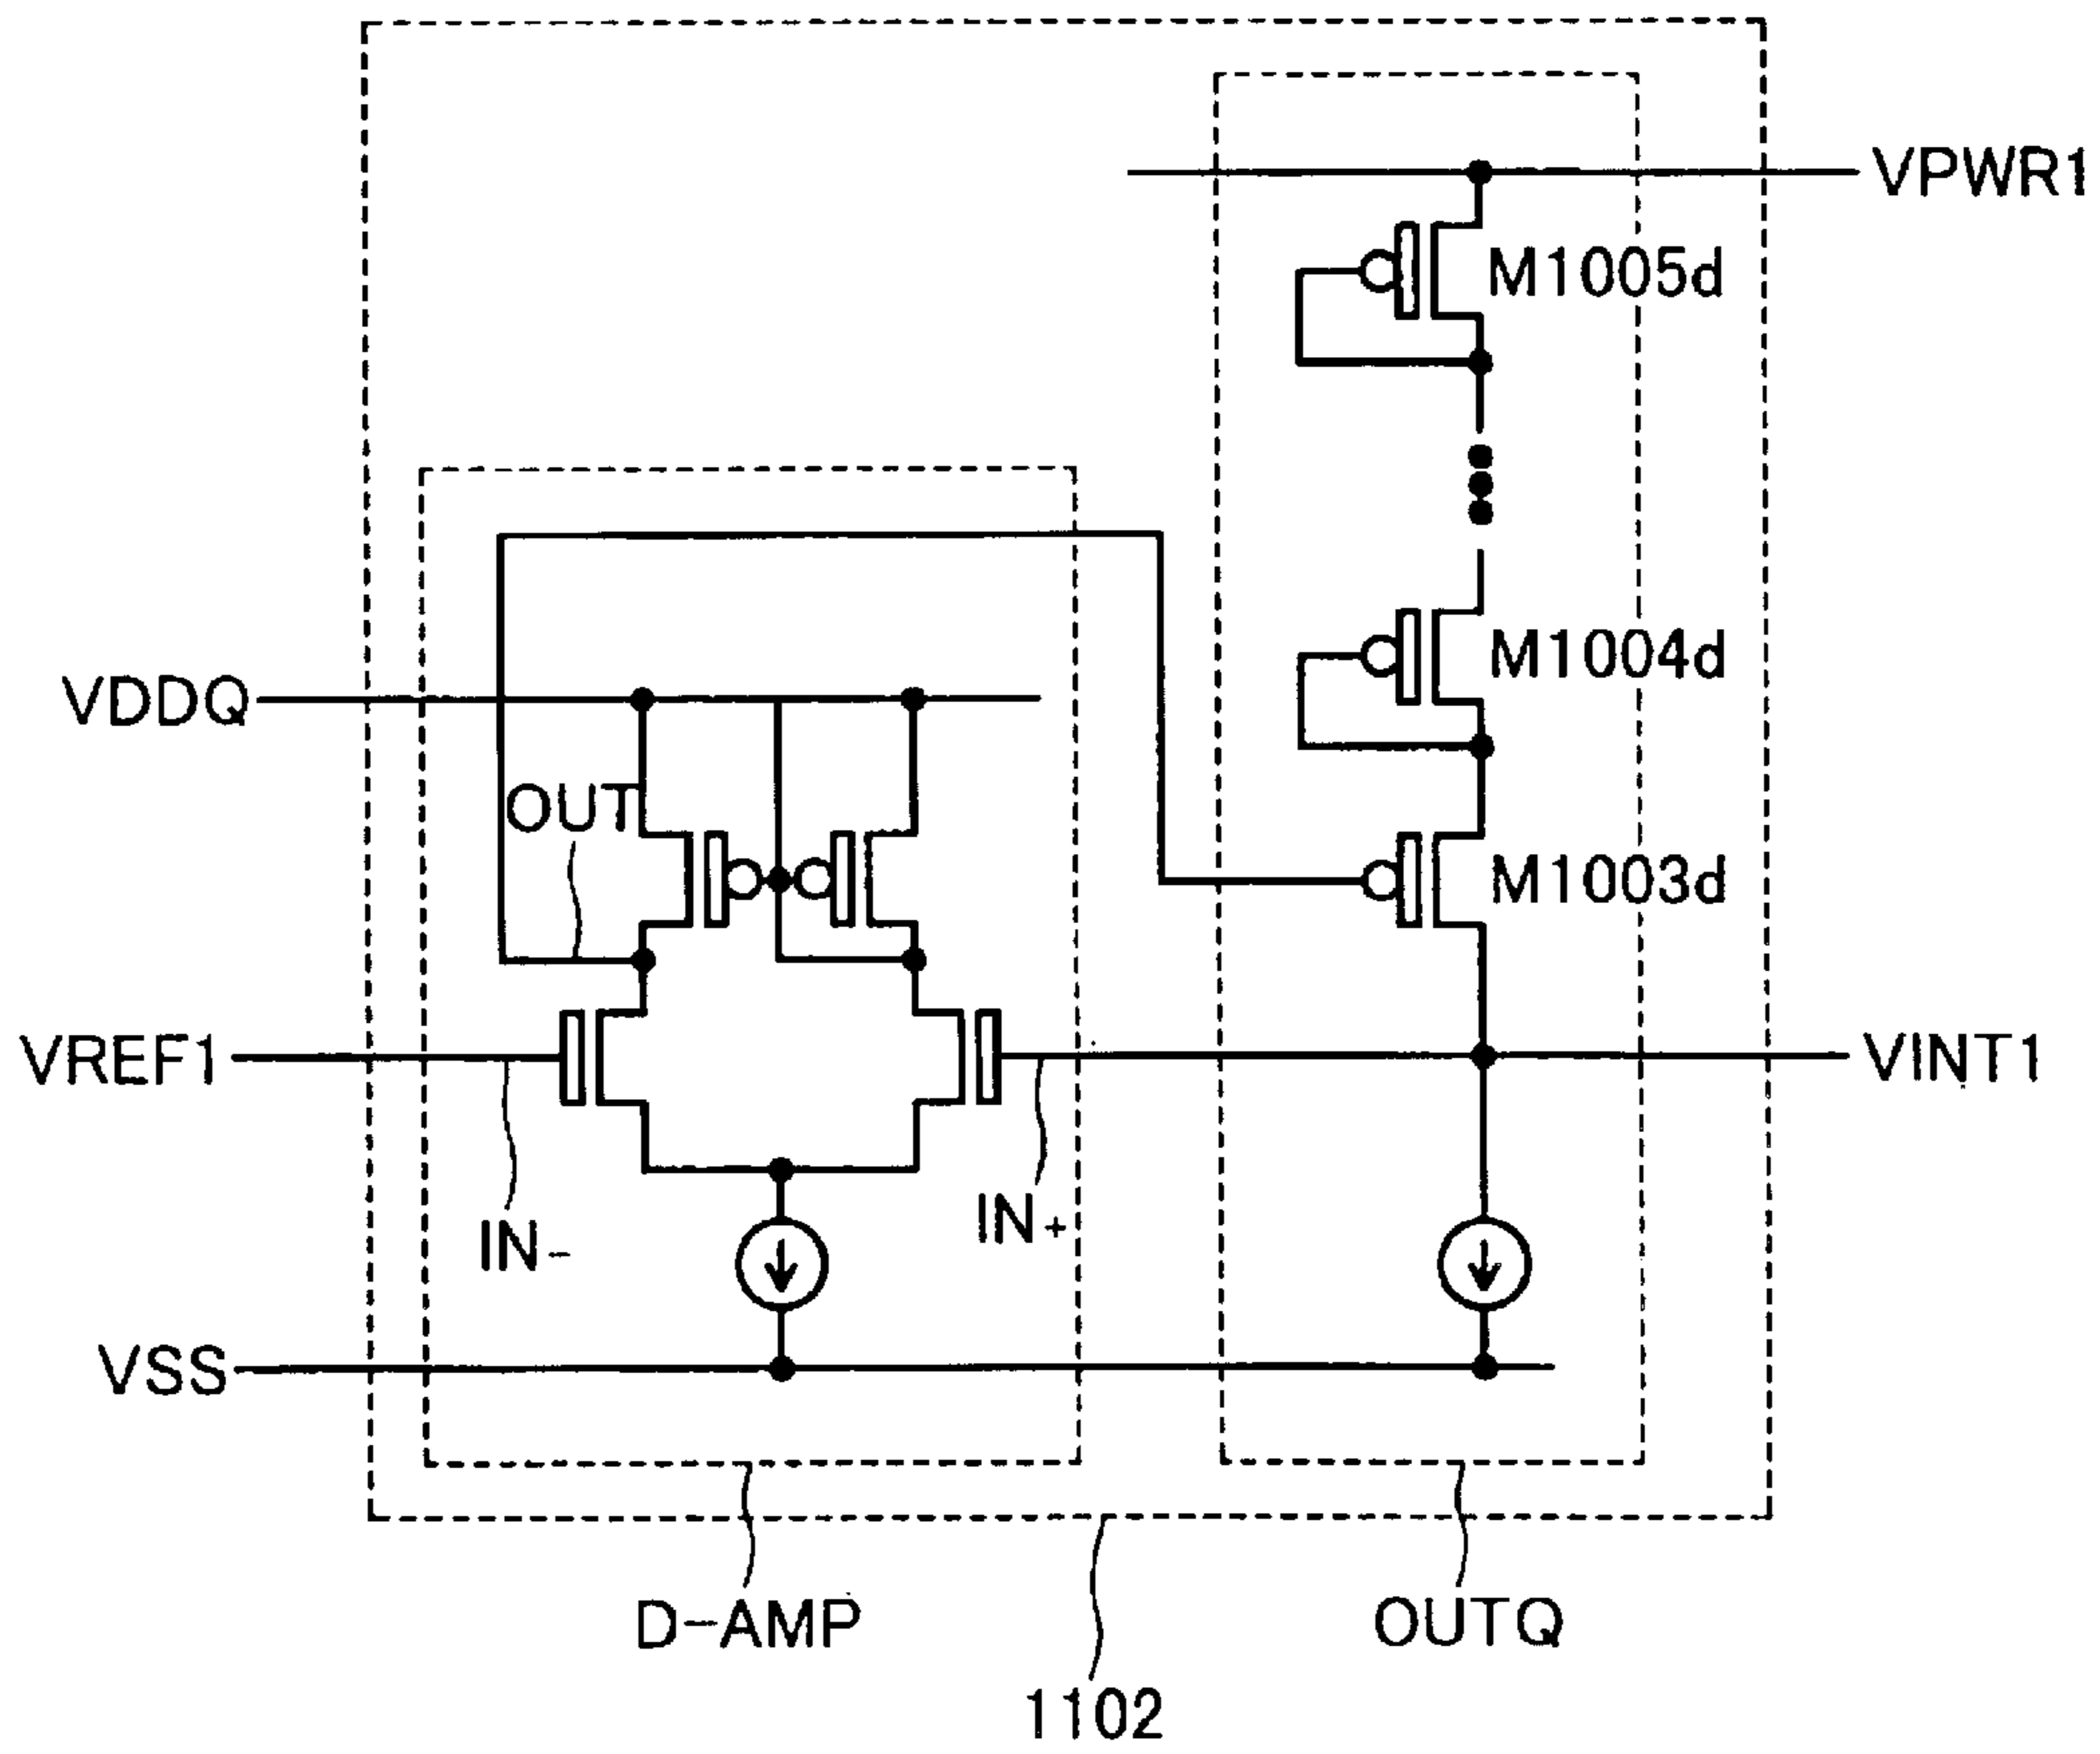 VPWR1
M1005d
M1004d
VDDQ
OUT
M1003d
VREF1
VINT1
IN+
IN-
VSS
D-AMP
OUTQ
1102